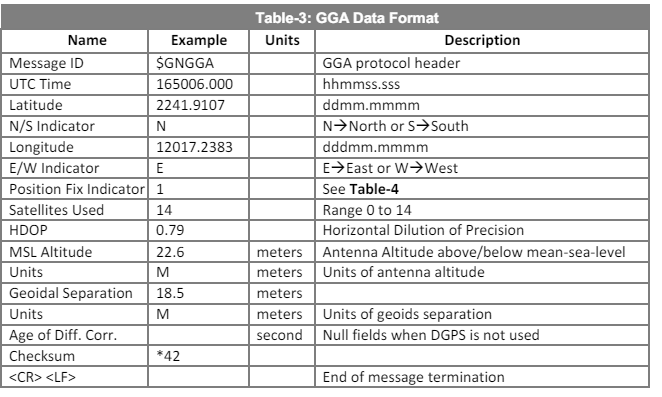 Table-3: GGA Data Format
Name Example Units Description
Message ID $GNGGA GGA protocol header
UTC Time 165006.000 hhmmss.sss
Latitude 2241.9107 ddmm.mmmm
N/S Indicator N N→North or S→South
Longitude 12017.2383 dddmm.mmmm
E/W Indicator E E→East or W→West
Position Fix Indicator 1 See Table-4
Satellites Used 14 Range 0 to 14
HDOP 0.79 Horizontal Dilution of Precision
MSL Altitude 22.6 meters Antenna Altitude above/below mean-sea-level
Units M meters Units of antenna altitude
Geoidal Separation 18.5 meters
Units M meters Units of geoids separation
Age of Diff. Corr. second Null fields when DGPS is not used
Checksum *42
<CR> <LF> End of message termination